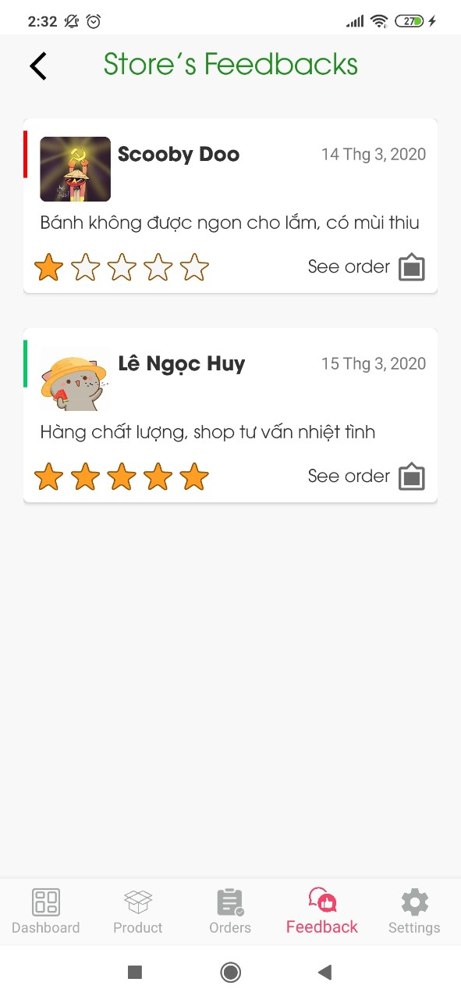 2:32
27
Store's Feedbacks
Scooby Doo
14 Thg 3, 2020
Bánh không được ngon cho lắm, có mùi thiu
See order
Lê Ngọc Huy
15 Thg 3, 2020
Hàng chất lượng, shop tư vấn nhiệt tình
See order
Dashboard
Product
Orders
Feedback
Settings